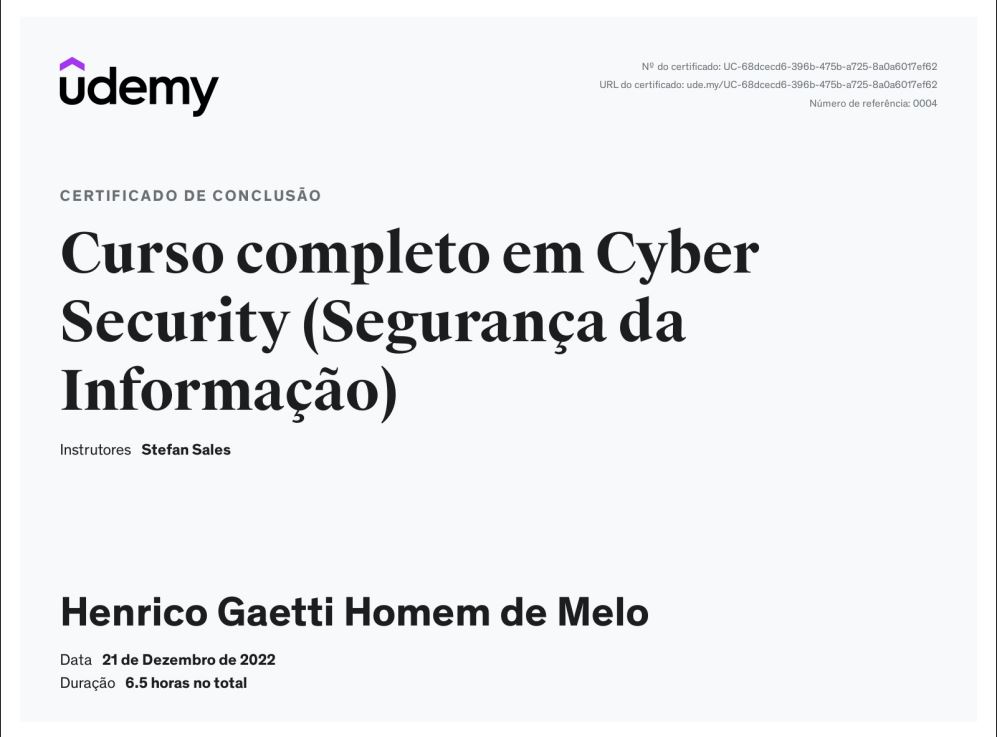 udemy
Nº do certificado: UC-68dcecd6-396b-475b-a725-8a0a6017ef62
URL do certificado: ude.my/UC-68dcecd6-396b-475b-a725-8a0a6017ef62
Número de referência: 0004
CERTIFICADO DE CONCLUSÃO
Curso completo em Cyber
Security (Segurança da
Informação)
Instrutores Stefan Sales
Henrico Gaetti Homem de Melo
Data 21 de Dezembro de 2022
Duração 6.5 horas no total